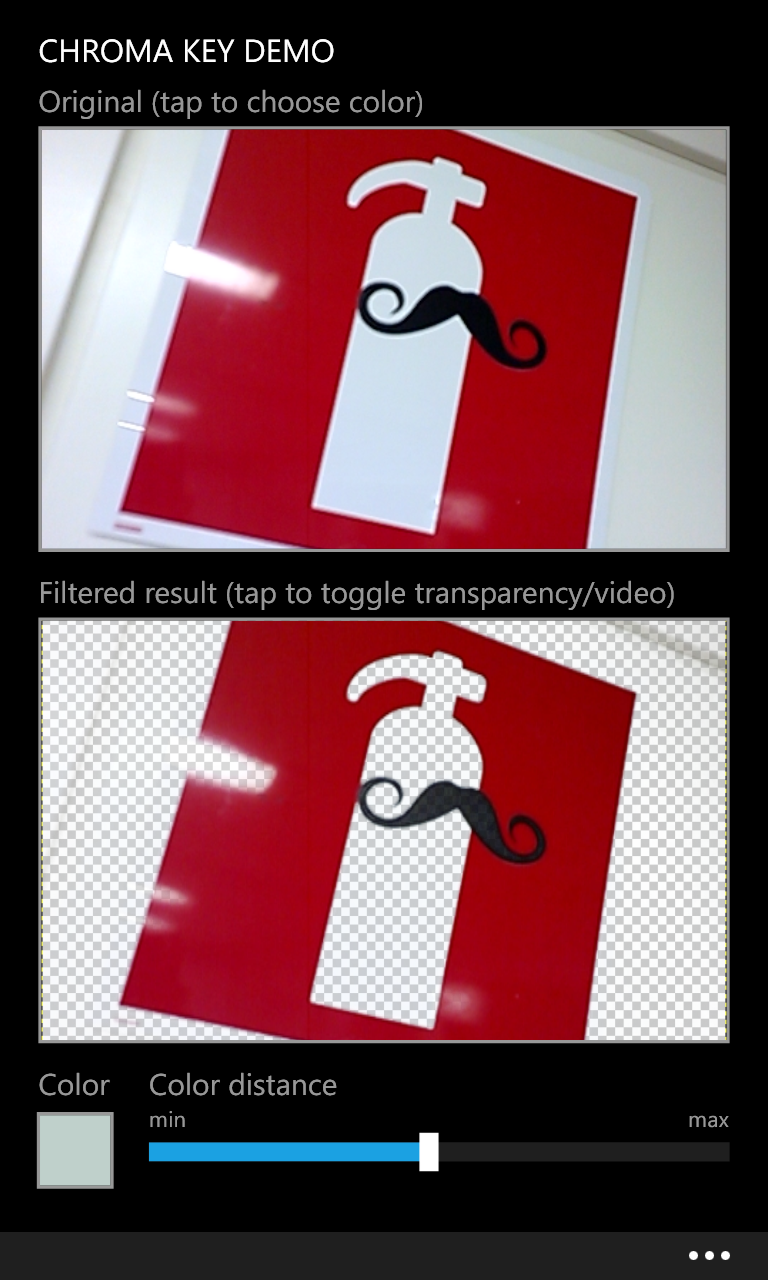 CHROMA KEY DEMO
Original (tap to choose color)
Filtered result (tap to toggle transparency/video)
Color
Color distance
min
max